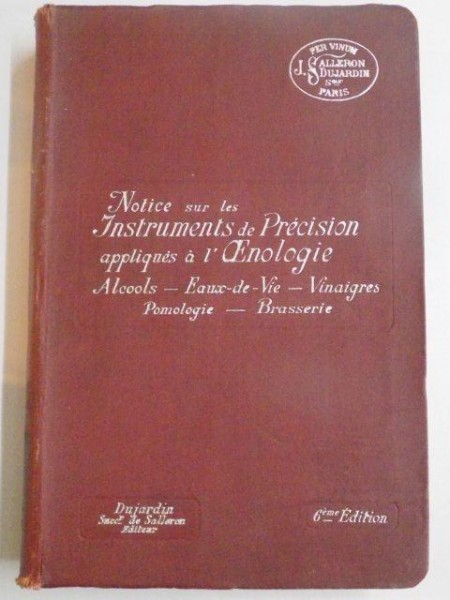 PER VINUM
J. SALLERON
DUJARDIN
Sucr
PARIS
Notice sur les
Instruments de Précision
appliqués à l'Œnologie
Alcools — Eaux-de-Vie — Vinaigres
Pomologie — Brasserie
Dujardin
Succr de Salleron
Éditeur
6ème Édition